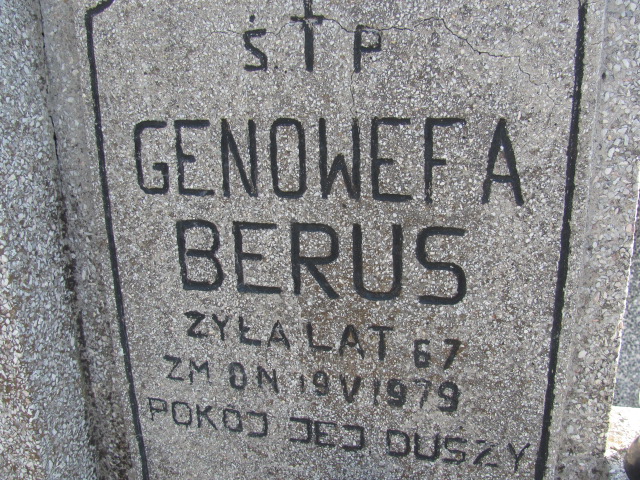 Ś. † P
GENOWEFA
BERUS
ŻYŁA LAT 67
ZM DN. 19 V 1979
POKÓJ JEJ DUSZY